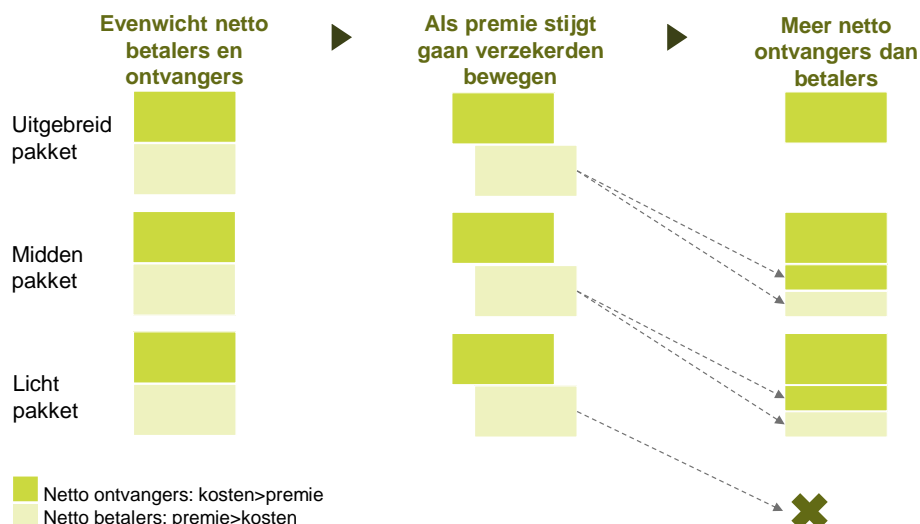 Evenwicht netto
betalers en
ontvangers
Als premie stijgt
gaan verzekerden
bewegen
Meer netto
ontvangers dan
betalers
Uitgebreid
pakket
Midden
pakket
Licht
pakket
Netto ontvangers: kosten>premie
Netto betalers: premie>kosten